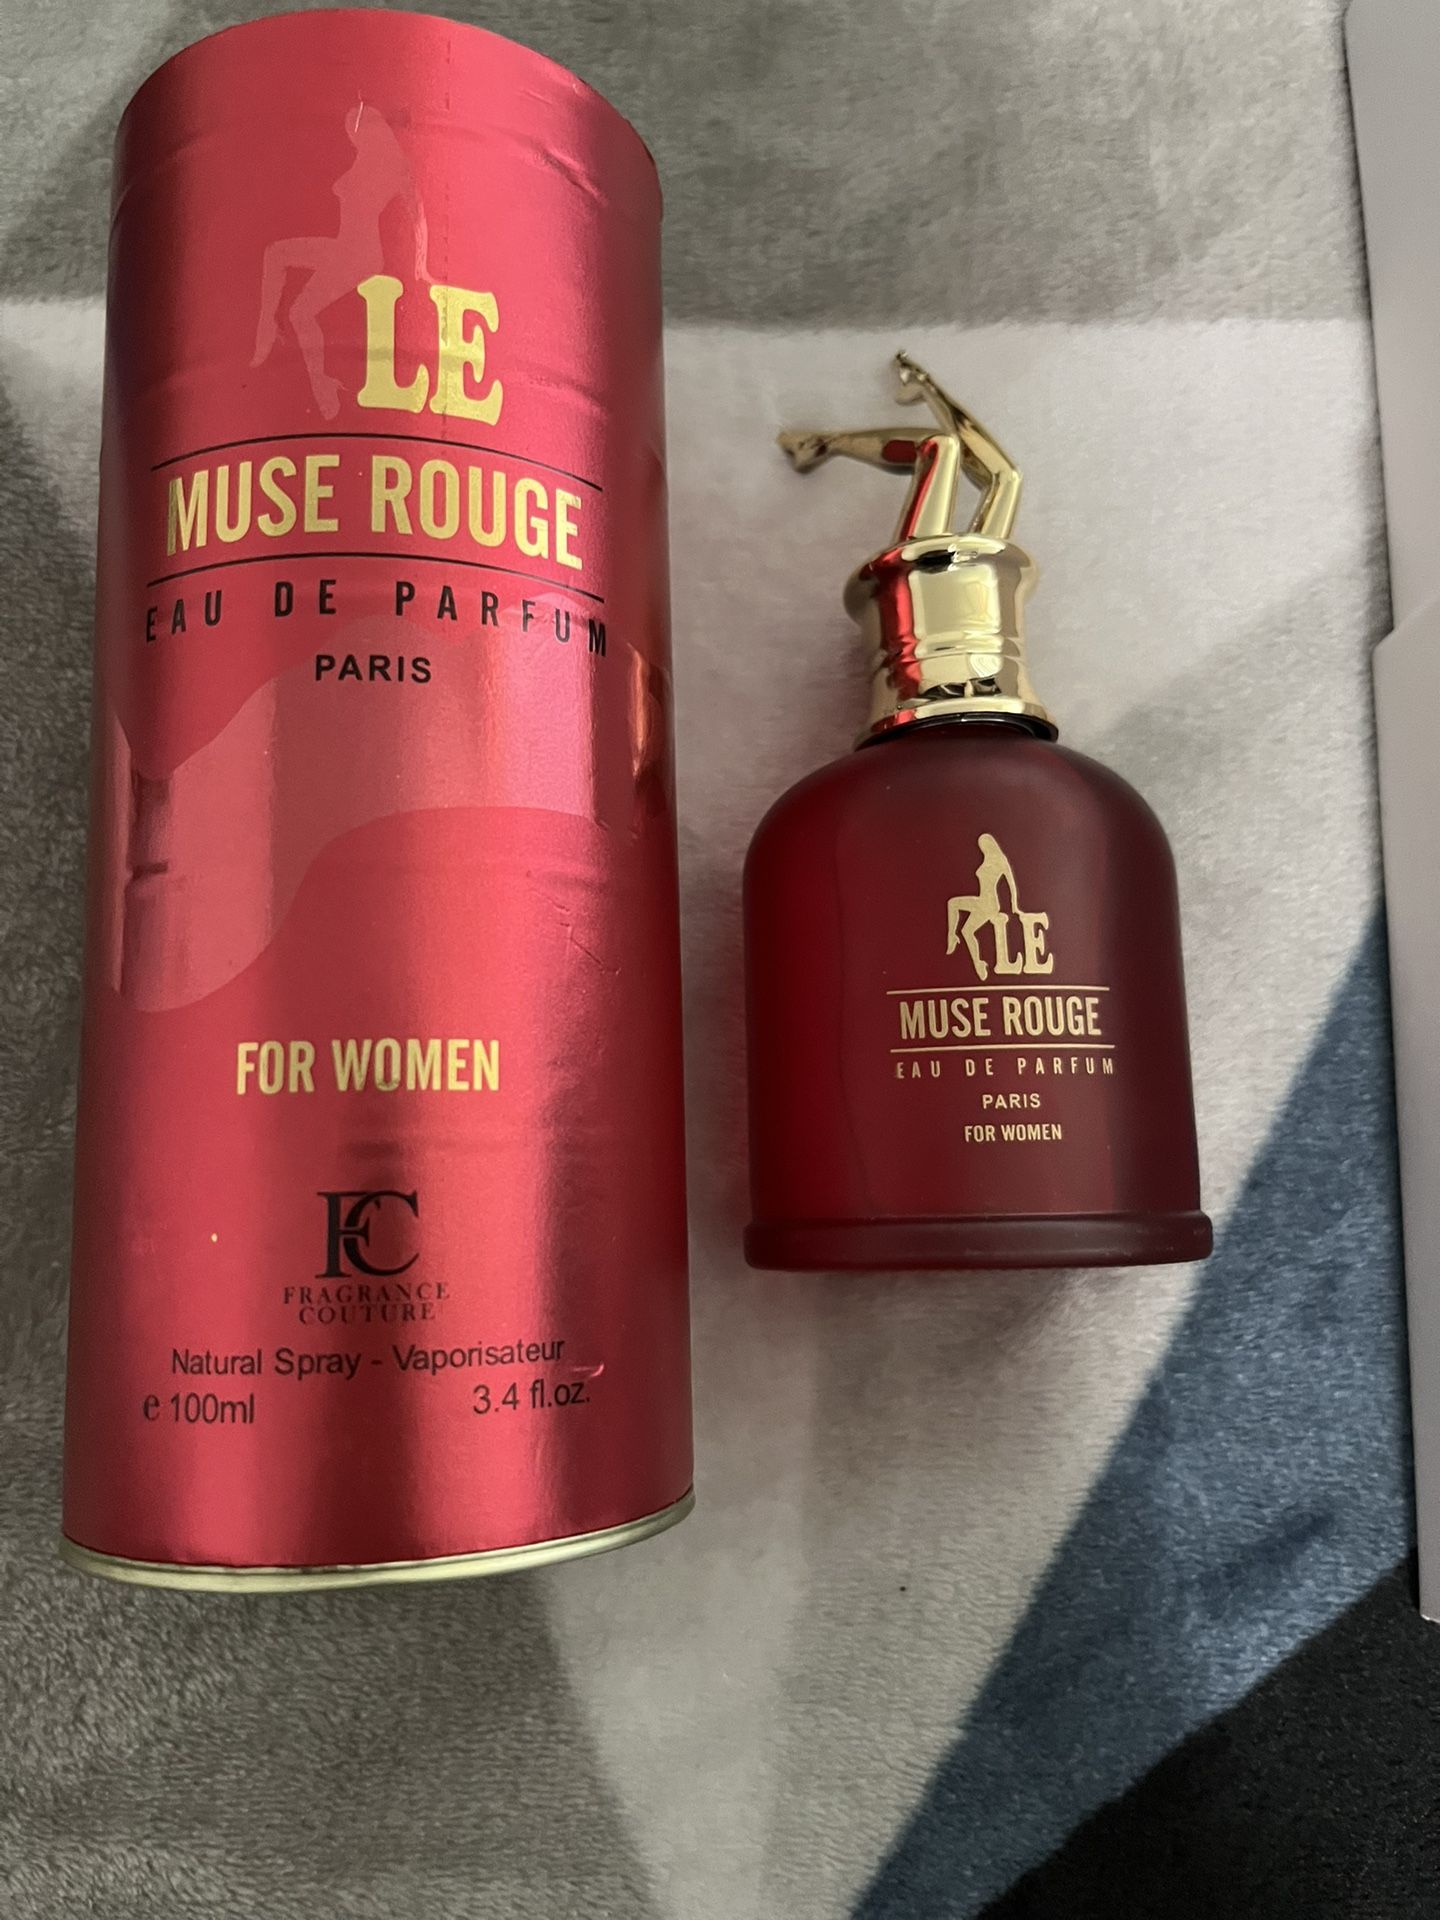 LE
MUSE ROUGE
EAU DE PARFUM
PARIS
FOR WOMEN
FC
FRAGRANCE
COUTURE
Natural Spray - Vaporisateur
e 100ml 3.4 fl.oz.
LE
MUSE ROUGE
EAU DE PARFUM
PARIS
FOR WOMEN